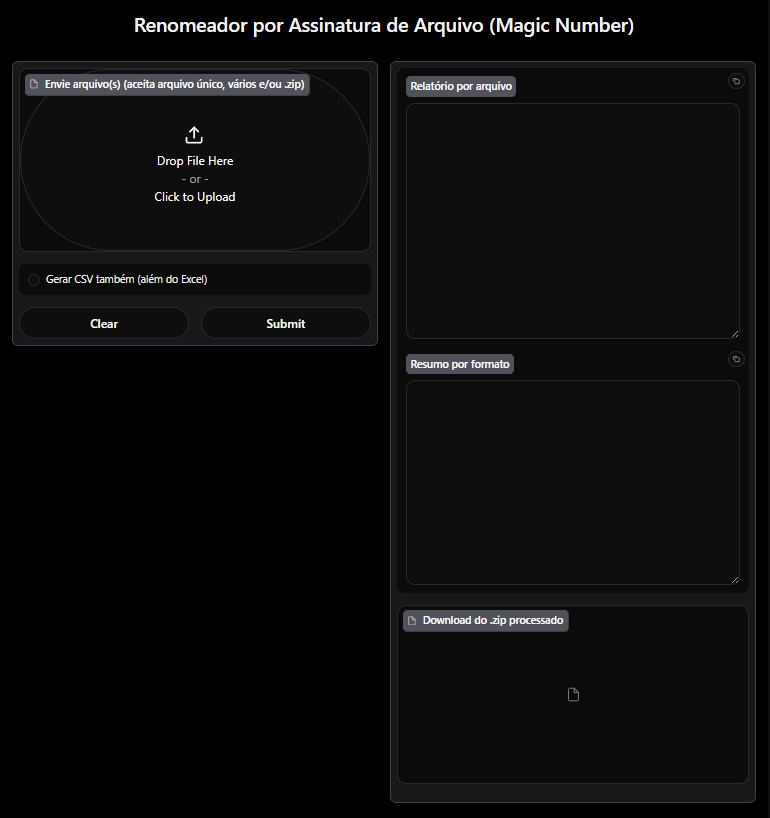 Renomeador por Assinatura de Arquivo (Magic Number)
Envie arquivo(s) (aceita arquivo único, vários e/ou .zip)
Drop File Here
- or -
Click to Upload
Gerar CSV também (além do Excel)
Clear
Submit
Relatório por arquivo
Resumo por formato
Download do .zip processado